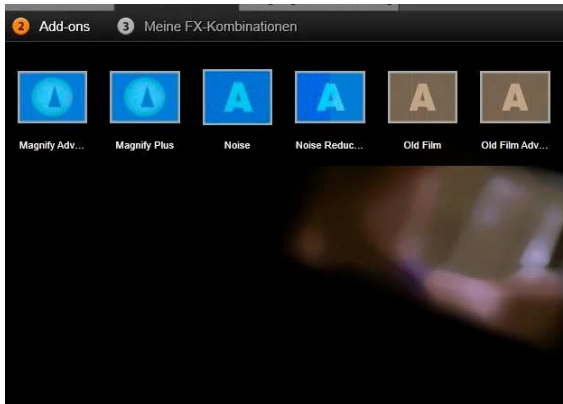 2 Add-ons 3 Meine FX-Kombinationen
A A A A
Magnify Adv... Magnify Plus Noise Noise Reduc... Old Film Old Film Adv...